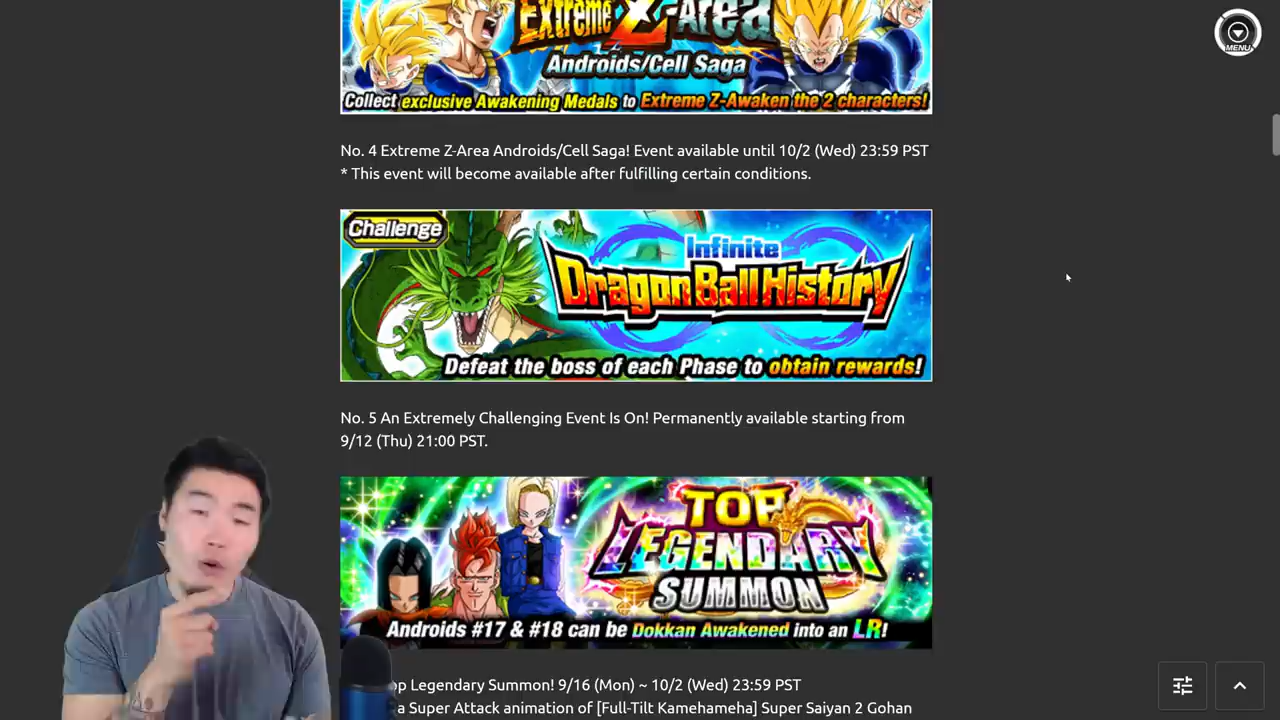 MENU
Extreme Z-Area
Androids/Cell Saga
Collect exclusive Awakening Medals to Extreme Z-Awaken the 2 characters!
No. 4 Extreme Z-Area Androids/Cell Saga! Event available until 10/2 (Wed) 23:59 PST
* This event will become available after fulfilling certain conditions.
Challenge
Infinite
Dragon Ball History
Defeat the boss of each Phase to obtain rewards!
No. 5 An Extremely Challenging Event Is On! Permanently available starting from
9/12 (Thu) 21:00 PST.
TOP
LEGENDARY
SUMMON
Androids #17 & #18 can be Dokkan Awakened into an LR!
Legendary Summon! 9/16 (Mon) ~ 10/2 (Wed) 23:59 PST
a Super Attack animation of [Full-Tilt Kamehameha] Super Saiyan 2 Gohan